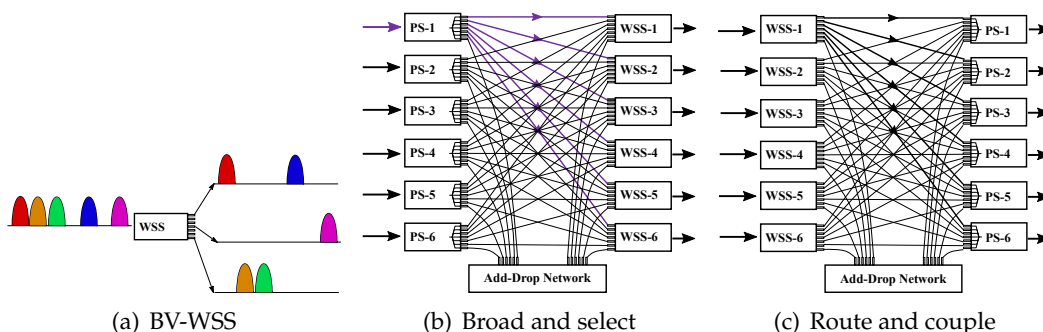 WSS
(a) BV-WSS
PS-1
PS-2
PS-3
PS-4
PS-5
PS-6
WSS-1
WSS-2
WSS-3
WSS-4
WSS-5
WSS-6
Add-Drop Network
(b) Broad and select
WSS-1
WSS-2
WSS-3
WSS-4
WSS-5
WSS-6
PS-1
PS-2
PS-3
PS-4
PS-5
PS-6
Add-Drop Network
(c) Route and couple